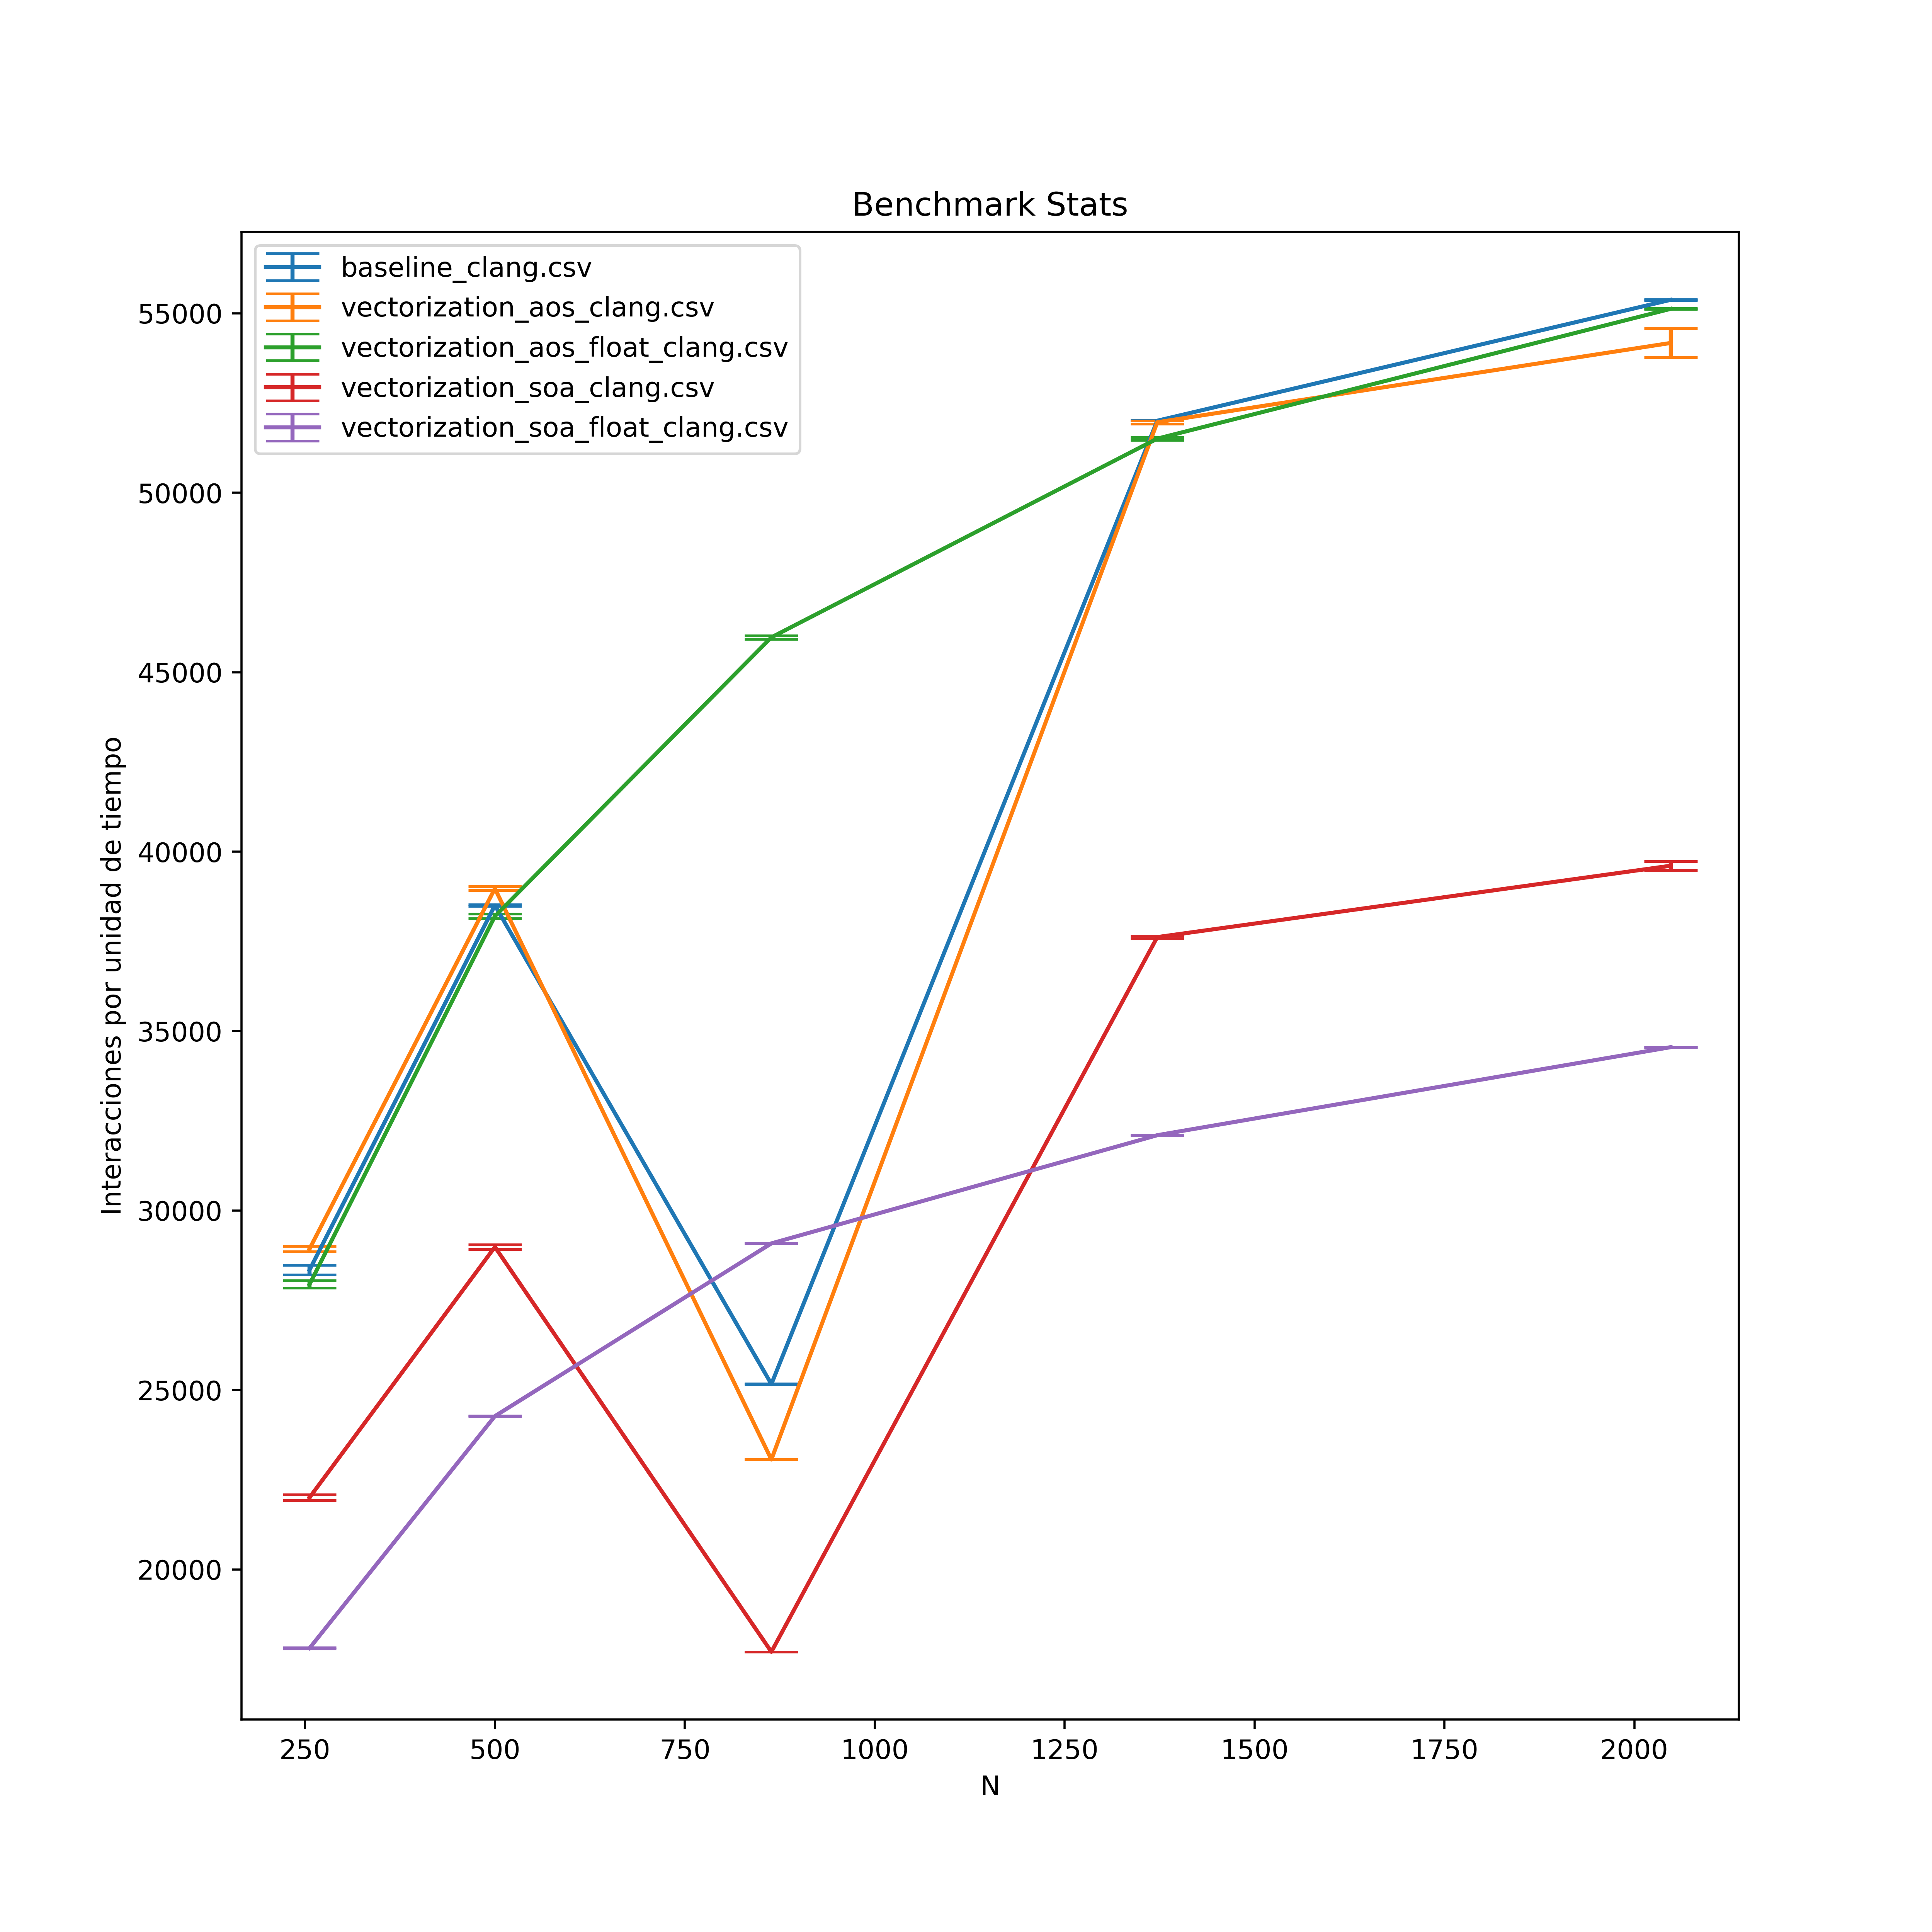 Benchmark Stats
baseline_clang.csv
vectorization_aos_clang.csv
vectorization_aos_float_clang.csv
vectorization_soa_clang.csv
vectorization_soa_float_clang.csv
55000
50000
45000
40000
35000
30000
25000
20000
Interacciones por unidad de tiempo
250 500 750 1000 1250 1500 1750 2000
N